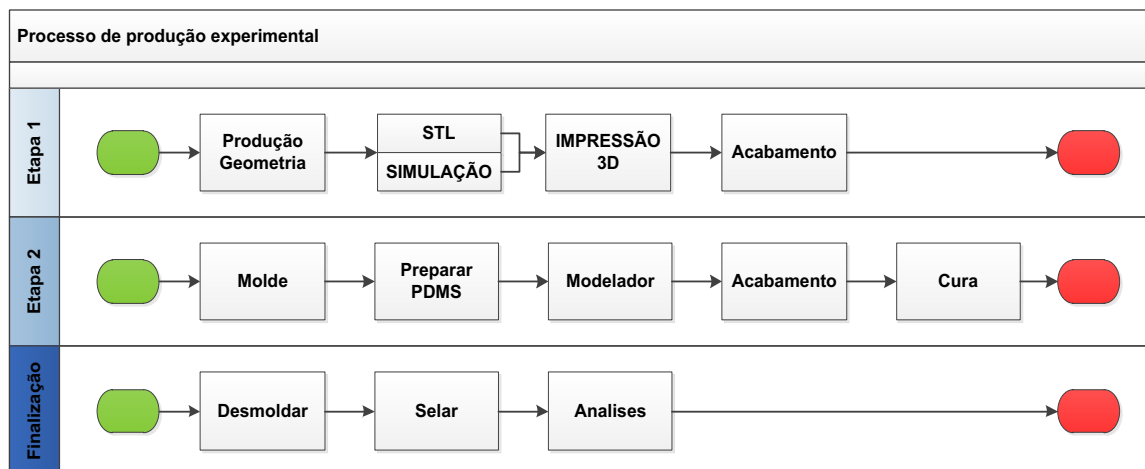 Processo de produção experimental
Etapa 1
Produção
Geometria
STL
SIMULAÇÃO
IMPRESSÃO
3D
Acabamento
Etapa 2
Molde
Preparar
PDMS
Modelador
Acabamento
Cura
Finalização
Desmoldar
Selar
Analises